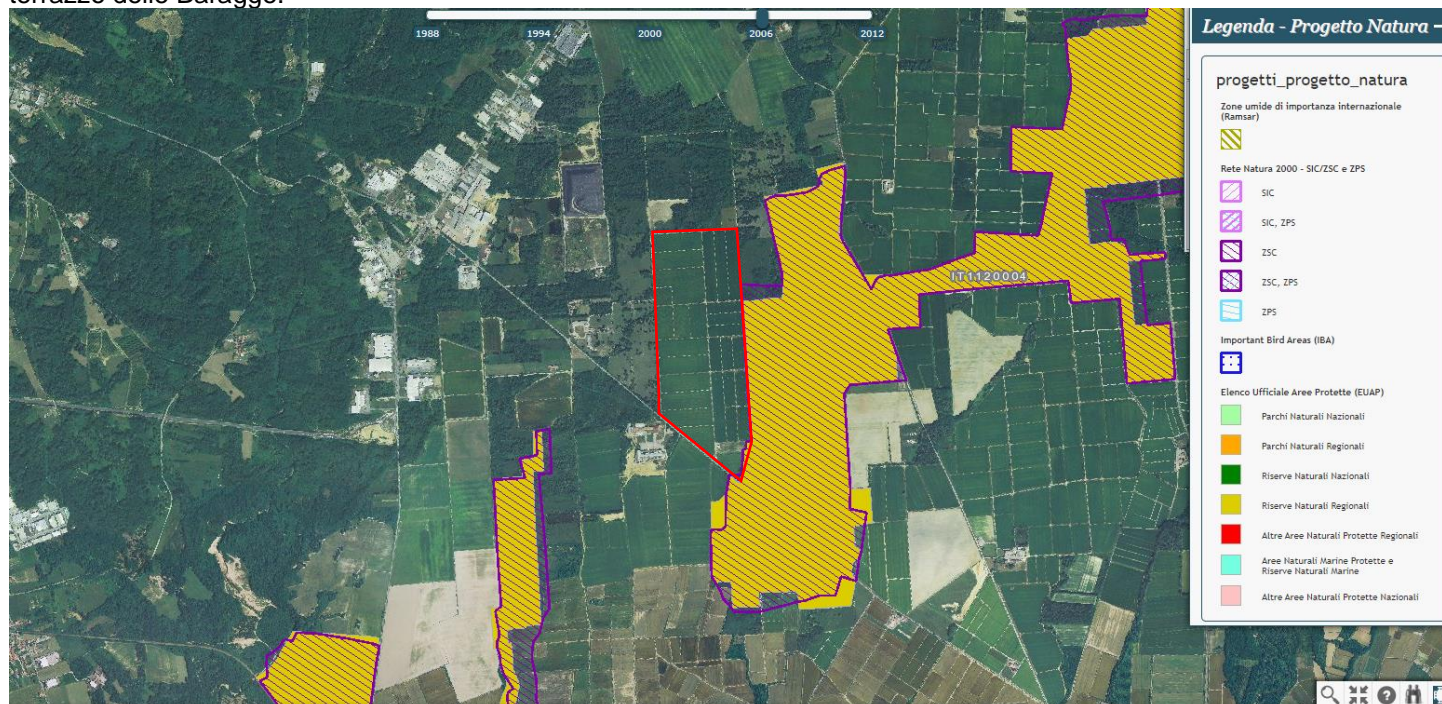 terrazzo delle Baragge.
1988 1994 2000 2006 2012
Legenda - Progetto Natura –
progetti_progetto_natura
Zone umide di importanza internazionale
(Ramsar)
Rete Natura 2000 - SIC/ZSC e ZPS
SIC
SIC, ZPS
ZSC
ZSC, ZPS
ZPS
Important Bird Areas (IBA)
Elenco Ufficiale Aree Protette (EUAP)
Parchi Naturali Nazionali
Parchi Naturali Regionali
Riserve Naturali Nazionali
Riserve Naturali Regionali
Altre Aree Naturali Protette Regionali
Aree Naturali Marine Protette e
Riserve Naturali Marine
Altre Aree Naturali Protette Nazionali
IT1120004